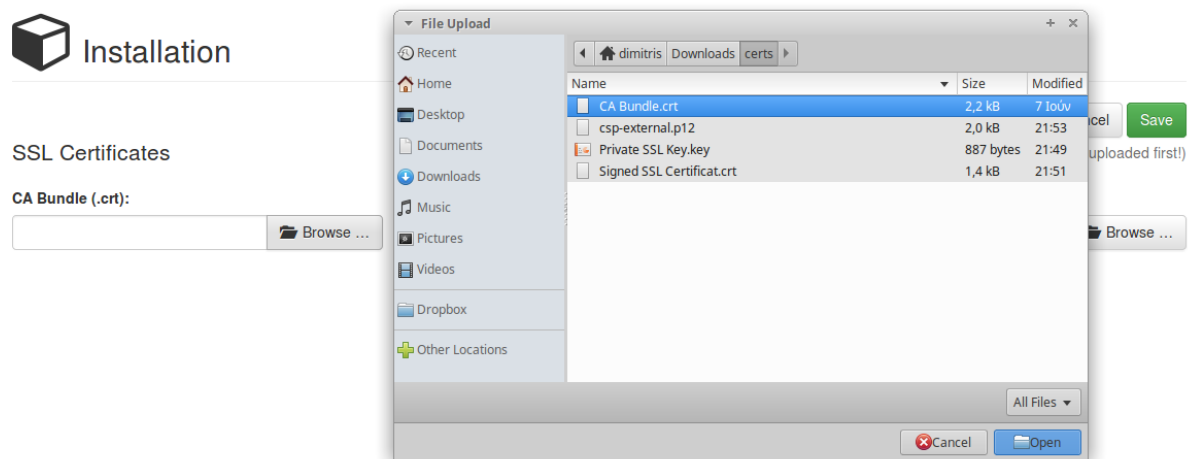 File Upload
Installation
Recent
dimitris Downloads certs
Home
Name Size Modified
Desktop
CA Bundle.crt 2,2 kB 7 Ιούν
csp-external.p12 2,0 kB 21:53
Documents
Private SSL Key.key 887 bytes 21:49
Downloads
Signed SSL Certificat.crt 1,4 kB 21:51
Music
Pictures
Videos
Dropbox
Other Locations
All Files
Cancel Open
Save
SSL Certificates
uploaded first!)
CA Bundle (.crt):
Browse ...
Browse ...